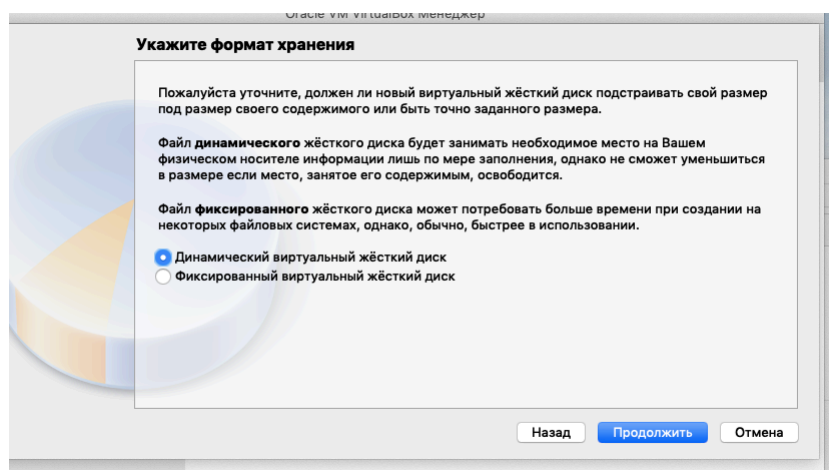 Oracle VM VirtualBox Менеджер
Укажите формат хранения
Пожалуйста уточните, должен ли новый виртуальный жёсткий диск подстраивать свой размер
под размер своего содержимого или быть точно заданного размера.
Файл динамического жёсткого диска будет занимать необходимое место на Вашем
физическом носителе информации лишь по мере заполнения, однако не сможет уменьшиться
в размере если место, занятое его содержимым, освободится.
Файл фиксированного жёсткого диска может потребовать больше времени при создании на
некоторых файловых системах, однако, обычно, быстрее в использовании.
Динамический виртуальный жёсткий диск
Фиксированный виртуальный жёсткий диск
Назад Продолжить Отмена